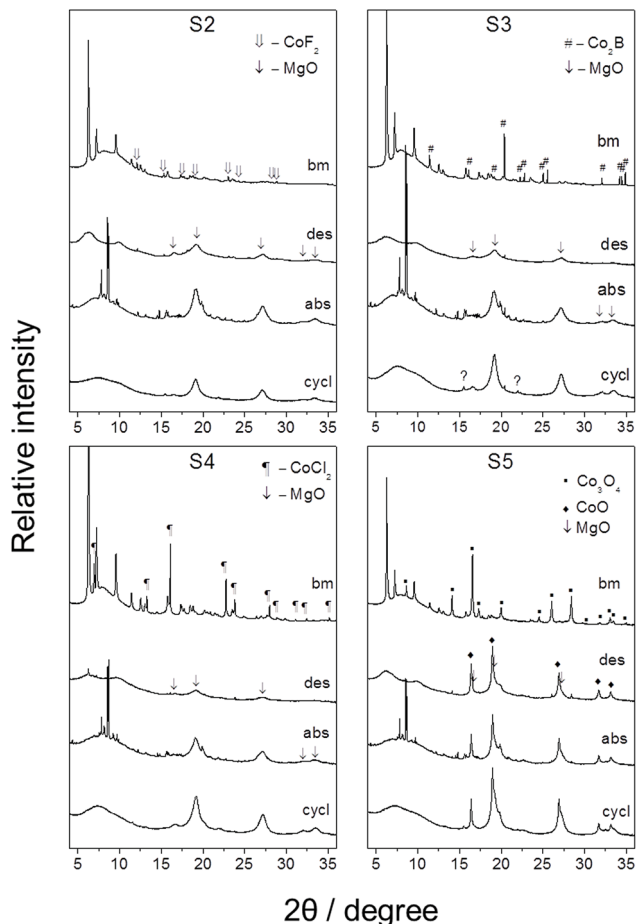 S2
⇓ – CoF₂
↓ – MgO
bm
des
abs
cycl
5 10 15 20 25 30 35
S3
# – Co₂B
↓ – MgO
# # # # # # # # # # #
bm
des
abs
? ?
cycl
5 10 15 20 25 30 35
S4
¶ – CoCl₂
↓ – MgO
¶ ¶ ¶ ¶ ¶ ¶ ¶ ¶ ¶ ¶
bm
des
abs
cycl
5 10 15 20 25 30 35
S5
▪ Co₃O₄
◆ CoO
↓ MgO
bm
des
abs
cycl
5 10 15 20 25 30 35
Relative intensity
2θ / degree